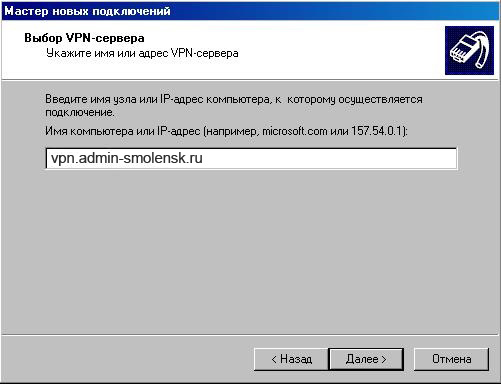 Мастер новых подключений
Выбор VPN-сервера
Укажите имя или адрес VPN-сервера
Введите имя узла или IP-адрес компьютера, к которому осуществляется
подключение.
Имя компьютера или IP-адрес (например, microsoft.com или 157.54.0.1):
vpn.admin-smolensk.ru
< Назад Далее > Отмена